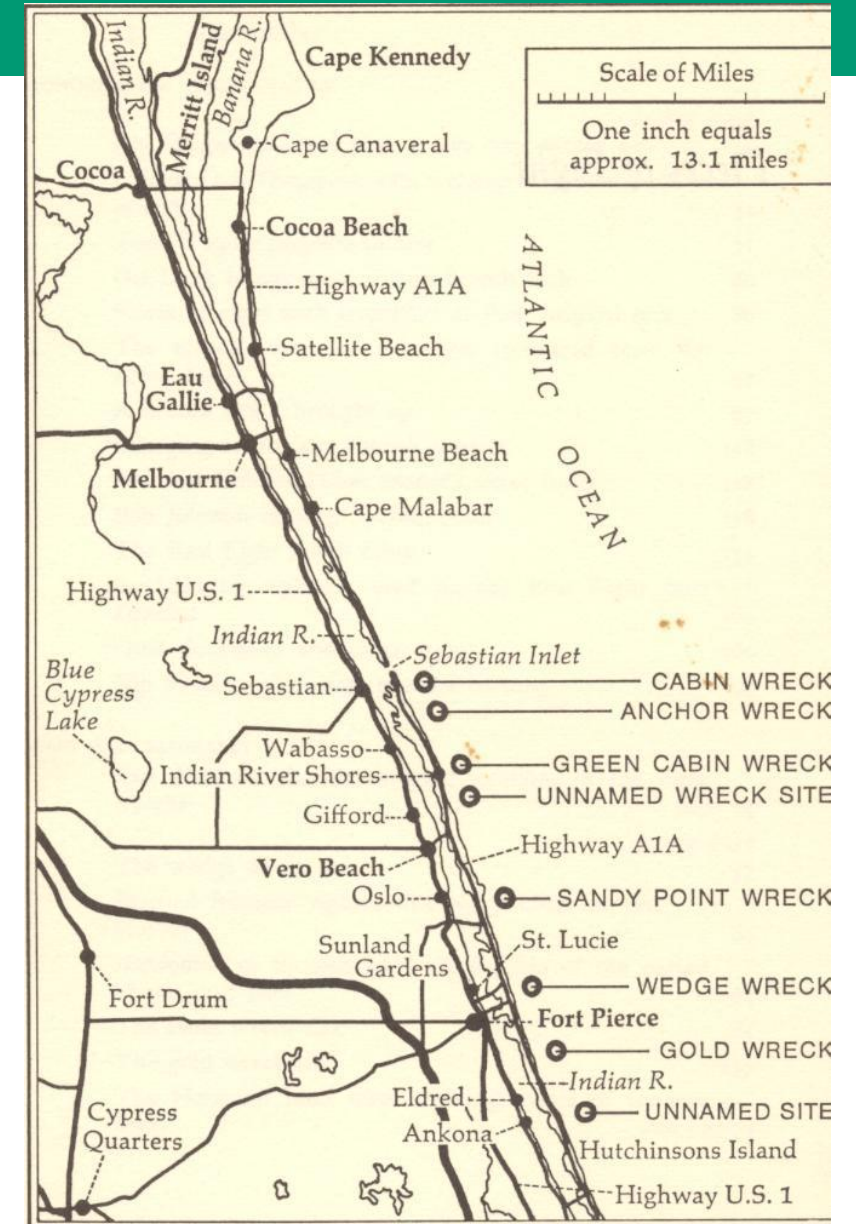 Indian R.
Merritt Island
Banana R.
Cape Kennedy
Scale of Miles
One inch equals
approx. 13.1 miles
Cape Canaveral
Cocoa
Cocoa Beach
ATLANTIC OCEAN
Highway A1A
Satellite Beach
Eau
Gallie
Melbourne Beach
Melbourne
Cape Malabar
Highway U.S. 1
Indian R.
Sebastian Inlet
Blue
Cypress
Lake
Sebastian
CABIN WRECK
ANCHOR WRECK
Wabasso
GREEN CABIN WRECK
Indian River Shores
UNNAMED WRECK SITE
Gifford
Highway A1A
Vero Beach
Oslo
SANDY POINT WRECK
St. Lucie
Sunland
Gardens
WEDGE WRECK
Fort Drum
Fort Pierce
GOLD WRECK
Indian R.
Eldred
UNNAMED SITE
Cypress
Quarters
Ankona
Hutchinsons Island
Highway U.S. 1